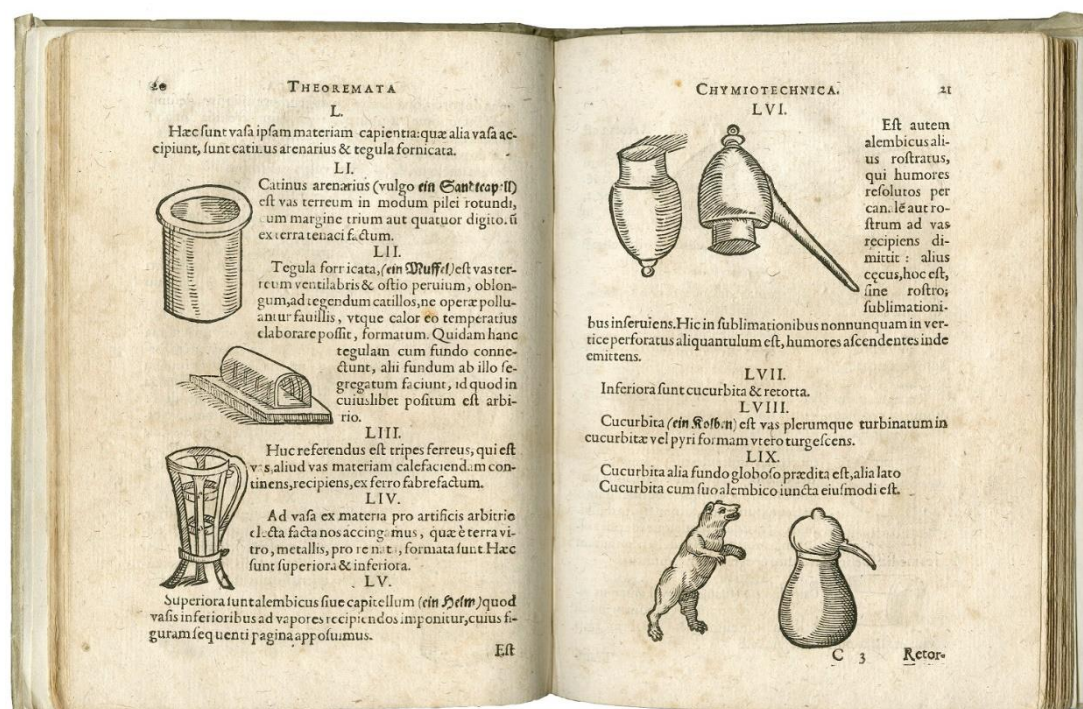 20 THEOREMATA
L.
Hæc ſunt vaſa ipſam materiam capientia: quæ alia vaſa ac-
cipiunt, ſunt catinus arenarius & tegula fornicata.
LI.
Catinus arenarius (vulgo ein Sandtcapell)
eſt vas terreum in modum pilei rotundi,
cum margine trium aut quatuor digitorũ
ex terra tenaci factum.
LII.
Tegula fornicata, (ein Muffel) eſt vas ter-
reum ventilabris & oſtio peruium, oblon-
gum, ad tegendum catillos, ne operæ pollu-
antur fauillis, vtque calor eo temperatius
elaborare poſſit, formatum. Quidam hanc
tegulam cum fundo conne-
ctunt, alii fundum ab illo ſe-
gregatum faciunt, id quod in
cuiuslibet poſitum eſt arbi-
rio.
LIII.
Huc referendus eſt tripes ferreus, qui eſt
vas, aliud vas materiam calefaciendam con-
tinens, recipiens, ex ferro fabrefactum.
LIV.
Ad vaſa ex materia pro artificis arbitrio
electa facta nos accingamus, quæ è terra vi-
tro, metallis, pro re nata, formata ſunt Hæc
ſunt ſuperiora & inferiora.
LV.
Superiora ſunt alembicus ſiue capitellum (ein Helm) quod
vaſis inferioribus ad vapores recipiendos imponitur, cuius fi-
guram ſequenti pagina appoſuimus.
Eſt
CHYMIOTECHNICA. 21
LVI.
Eſt autem
alembicus ali-
us roſtratus,
qui humores
reſolutos per
canalẽ aut ro-
ſtrum ad vas
recipiens di-
mittit : alius
cęcus, hoc eſt,
ſine roſtro;
ſublimationi-
bus inſeruiens. Hic in ſublimationibus nonnunquam in ver-
tice perforatus aliquantulum eſt, humores aſcendentes inde
emittens.
LVII.
Inferiora ſunt cucurbita & retorta.
LVIII.
Cucurbita (ein Kolben) eſt vas plerumque turbinatum in
cucurbitæ vel pyri formam vtero turgeſcens.
LIX.
Cucurbita alia fundo globoſo prædita eſt, alia lato
Cucurbita cum ſuo alembico iuncta eiuſmodi eſt.
C 3 Retor-